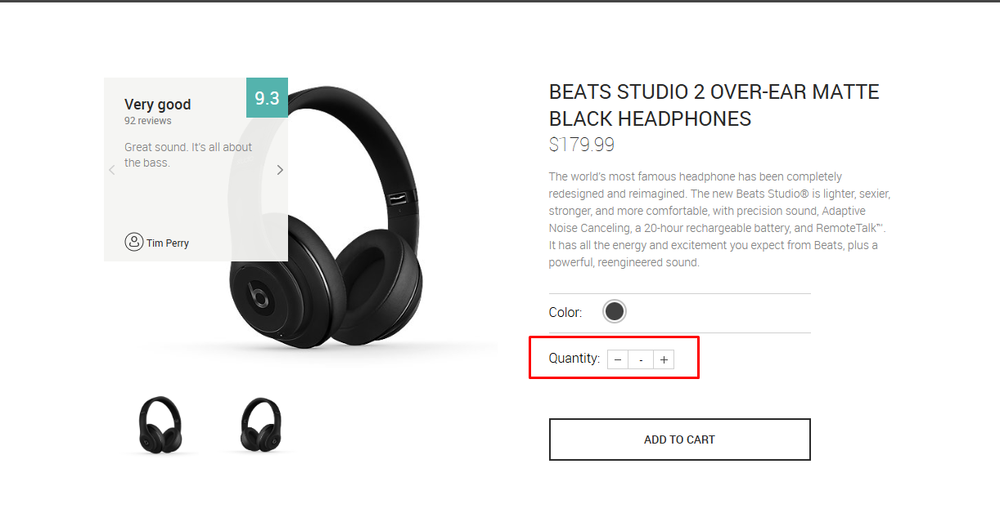 Very good
9.3
92 reviews
Great sound. It's all about
the bass.
Tim Perry
BEATS STUDIO 2 OVER-EAR MATTE
BLACK HEADPHONES
$179.99
The world's most famous headphone has been completely
redesigned and reimagined. The new Beats Studio® is lighter, sexier,
stronger, and more comfortable, with precision sound, Adaptive
Noise Canceling, a 20-hour rechargeable battery, and RemoteTalk™.
It has all the energy and excitement you expect from Beats, plus a
powerful, reengineered sound.
Color:
Quantity: − - +
ADD TO CART